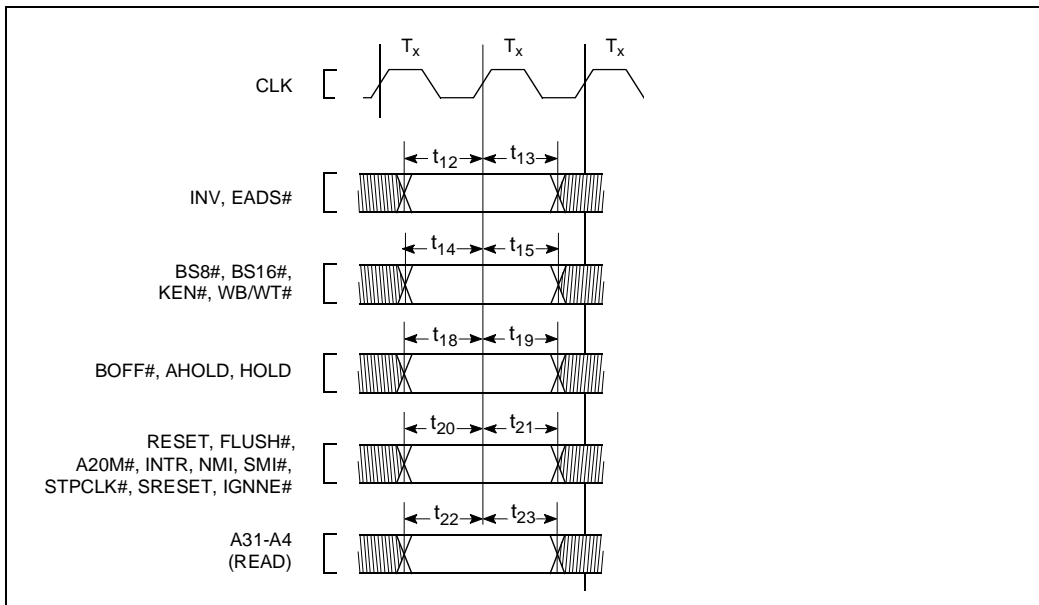 Tx Tx Tx
CLK
t12 t13
INV, EADS#
t14 t15
BS8#, BS16#,
KEN#, WB/WT#
t18 t19
BOFF#, AHOLD, HOLD
t20 t21
RESET, FLUSH#,
A20M#, INTR, NMI, SMI#,
STPCLK#, SRESET, IGNNE#
t22 t23
A31-A4
(READ)